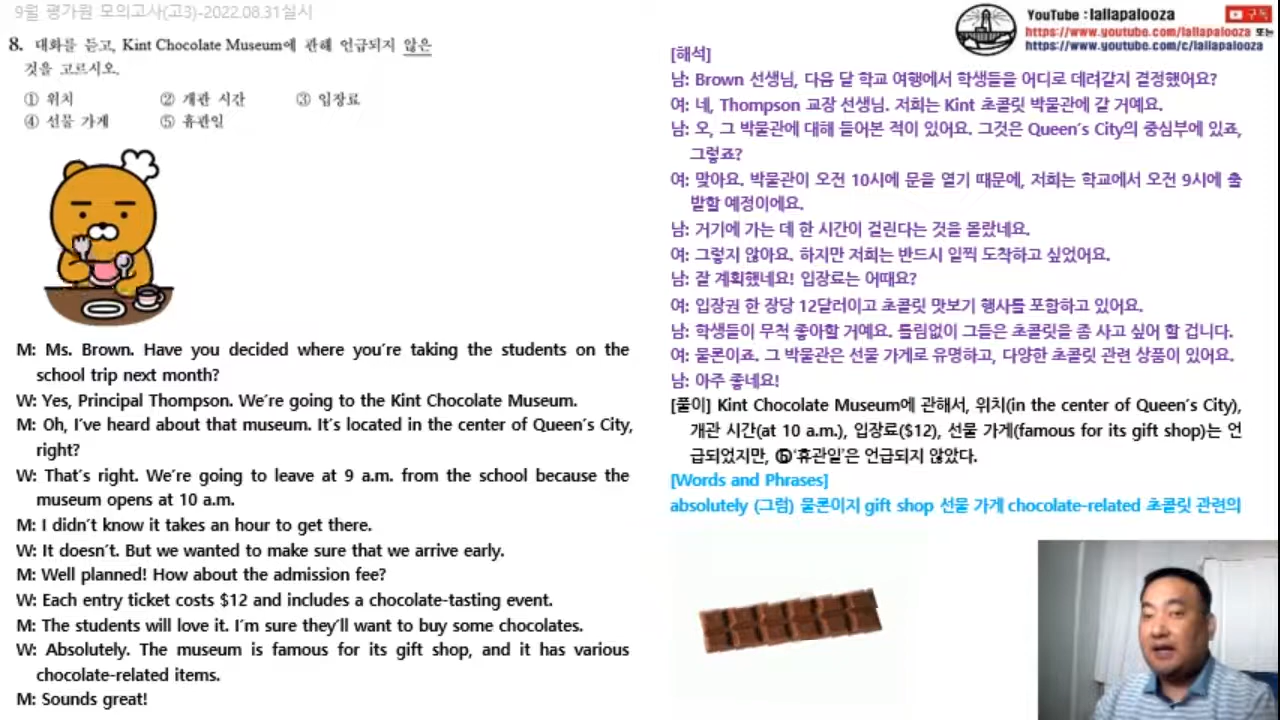 9월 평가원 모의고사(고3)-2022.08.31실시
8. 대화를 듣고, Kint Chocolate Museum에 관해 언급되지 않은
것을 고르시오.
① 위치 ② 개관 시간 ③ 입장료
④ 선물 가게 ⑤ 휴관일
M: Ms. Brown. Have you decided where you're taking the students on the
school trip next month?
W: Yes, Principal Thompson. We're going to the Kint Chocolate Museum.
M: Oh, I've heard about that museum. It's located in the center of Queen's City,
right?
W: That's right. We're going to leave at 9 a.m. from the school because the
museum opens at 10 a.m.
M: I didn't know it takes an hour to get there.
W: It doesn't. But we wanted to make sure that we arrive early.
M: Well planned! How about the admission fee?
W: Each entry ticket costs $12 and includes a chocolate-tasting event.
M: The students will love it. I'm sure they'll want to buy some chocolates.
W: Absolutely. The museum is famous for its gift shop, and it has various
chocolate-related items.
M: Sounds great!
YouTube : lallapalooza 구독
https://www.youtube.com/lallapalooza 또는
https://www.youtube.com/c/lallapalooza
[해석]
남: Brown 선생님, 다음 달 학교 여행에서 학생들을 어디로 데려갈지 결정했어요?
여: 네, Thompson 교장 선생님. 저희는 Kint 초콜릿 박물관에 갈 거예요.
남: 오, 그 박물관에 대해 들어본 적이 있어요. 그것은 Queen's City의 중심부에 있죠,
그렇죠?
여: 맞아요. 박물관이 오전 10시에 문을 열기 때문에, 저희는 학교에서 오전 9시에 출
발할 예정이에요.
남: 거기에 가는 데 한 시간이 걸린다는 것을 몰랐네요.
여: 그렇지 않아요. 하지만 저희는 반드시 일찍 도착하고 싶었어요.
남: 잘 계획했네요! 입장료는 어때요?
여: 입장권 한 장당 12달러이고 초콜릿 맛보기 행사를 포함하고 있어요.
남: 학생들이 무척 좋아할 거예요. 틀림없이 그들은 초콜릿을 좀 사고 싶어 할 겁니다.
여: 물론이죠. 그 박물관은 선물 가게로 유명하고, 다양한 초콜릿 관련 상품이 있어요.
남: 아주 좋네요!
[풀이] Kint Chocolate Museum에 관해서, 위치(in the center of Queen's City),
개관 시간(at 10 a.m.), 입장료($12), 선물 가게(famous for its gift shop)는 언
급되었지만, ⑤'휴관일'은 언급되지 않았다.
[Words and Phrases]
absolutely (그럼) 물론이지 gift shop 선물 가게 chocolate-related 초콜릿 관련의